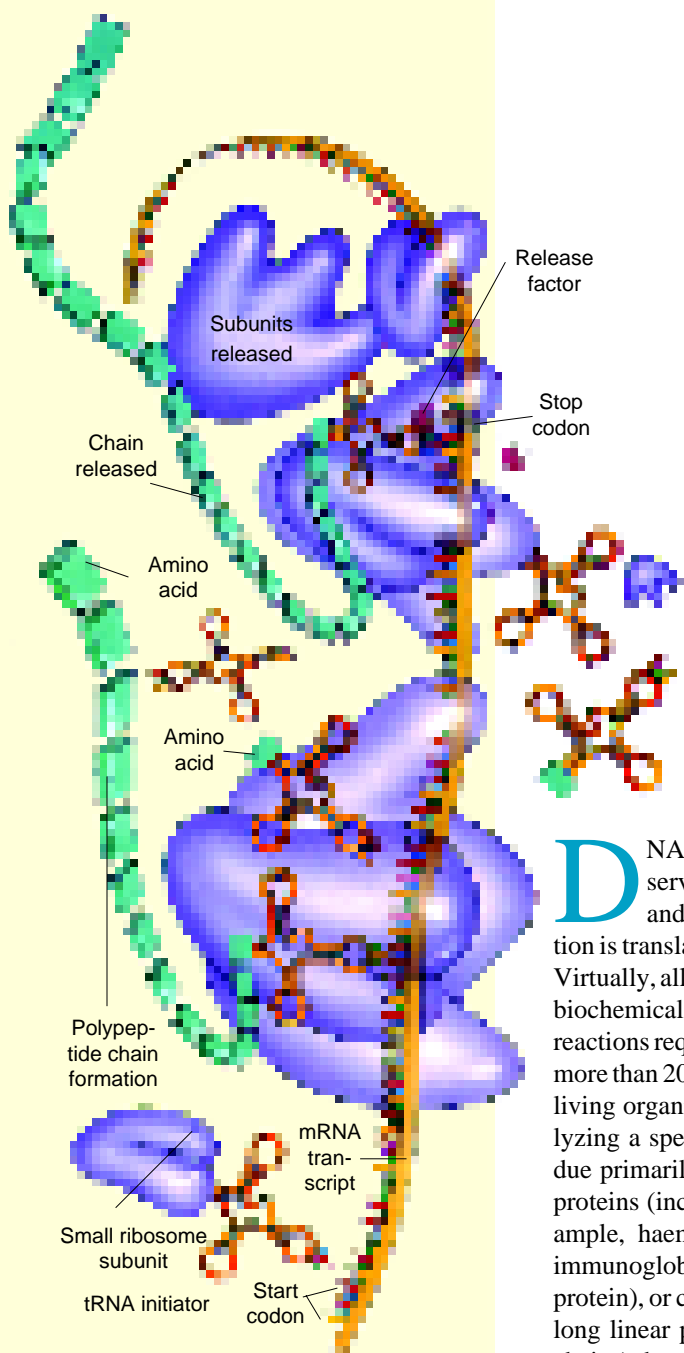 Release
factor
Subunits
released
Stop
codon
Chain
released
Amino
acid
Amino
acid
Polypep-
tide chain
formation
mRNA
tran-
script
Small ribosome
subunit
tRNA initiator
Start
codon
DNA
serv
and
tion is transla
Virtually, all
biochemical
reactions req
more than 20
living organ
lyzing a spe
due primaril
proteins (inc
ample, haem
immunoglob
protein), or c
long linear p